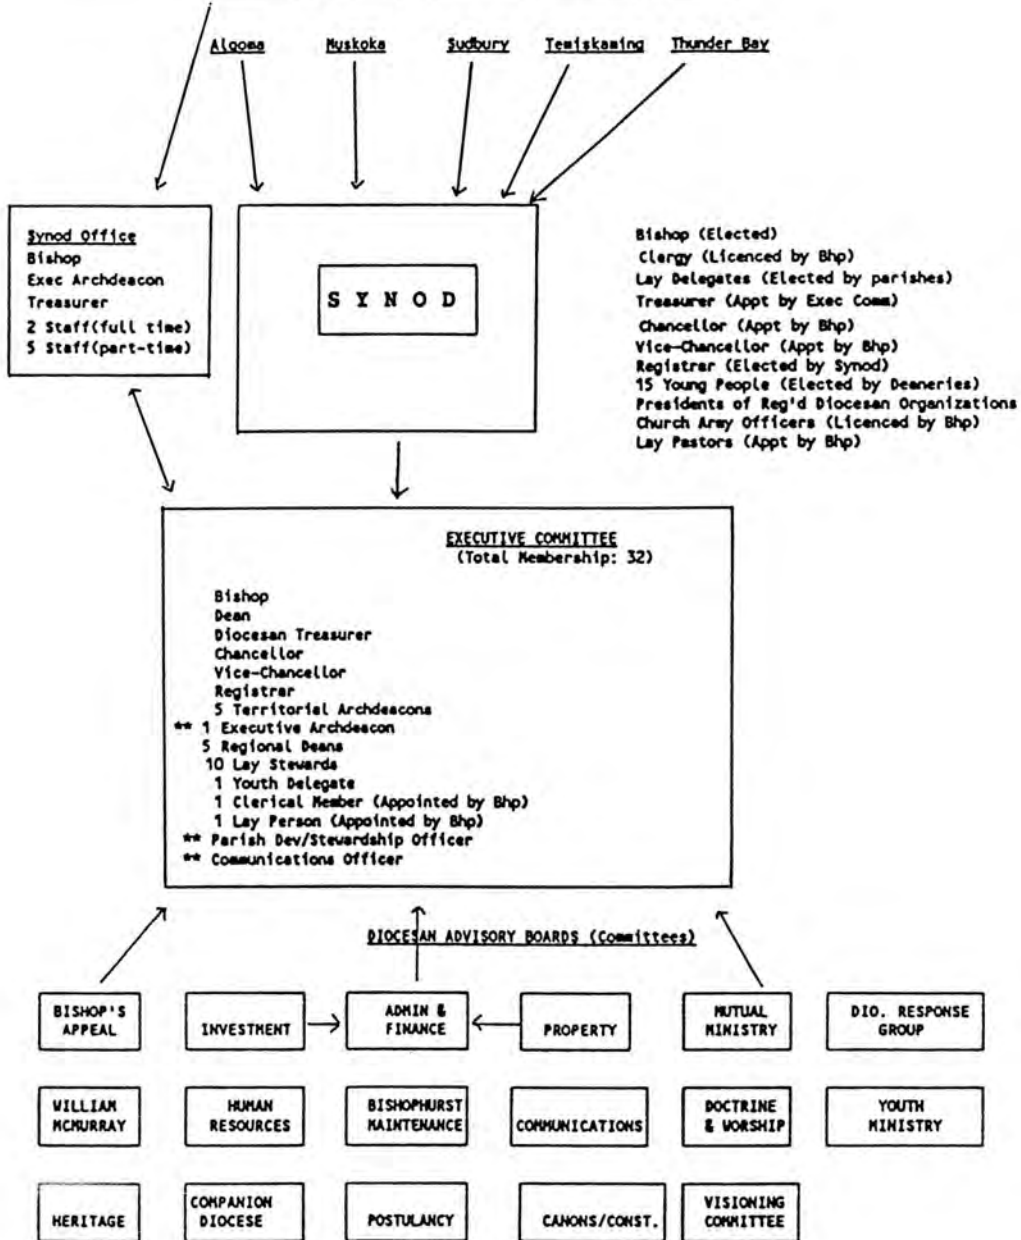 Algoma Muskoka Sudbury Temiskaming Thunder Bay
Synod Office
Bishop
Exec Archdeacon
Treasurer
2 Staff(full time)
5 Staff(part-time)
S Y N O D
Bishop (Elected)
Clergy (Licenced by Bhp)
Lay Delegates (Elected by parishes)
Treasurer (Appt by Exec Comm)
Chancellor (Appt by Bhp)
Vice-Chancellor (Appt by Bhp)
Registrar (Elected by Synod)
15 Young People (Elected by Deaneries)
Presidents of Reg'd Diocesan Organizations
Church Army Officers (Licenced by Bhp)
Lay Pastors (Appt by Bhp)
EXECUTIVE COMMITTEE
(Total Membership: 32)
Bishop
Dean
Diocesan Treasurer
Chancellor
Vice-Chancellor
Registrar
5 Territorial Archdeacons
** 1 Executive Archdeacon
5 Regional Deans
10 Lay Stewards
1 Youth Delegate
1 Clerical Member (Appointed by Bhp)
1 Lay Person (Appointed by Bhp)
** Parish Dev/Stewardship Officer
** Communications Officer
DIOCESAN ADVISORY BOARDS (Committees)
BISHOP'S
APPEAL
INVESTMENT
ADMIN &
FINANCE
PROPERTY
MUTUAL
MINISTRY
DIO. RESPONSE
GROUP
WILLIAM
MCMURRAY
HUMAN
RESOURCES
BISHOPHURST
MAINTENANCE
COMMUNICATIONS
DOCTRINE
& WORSHIP
YOUTH
MINISTRY
HERITAGE
COMPANION
DIOCESE
POSTULANCY
CANONS/CONST.
VISIONING
COMMITTEE